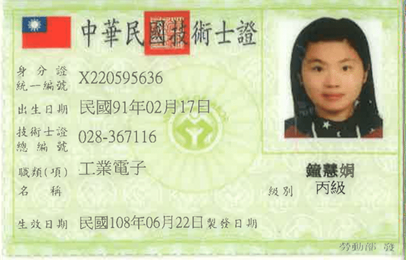 中華民國技術士證
身分證統一編號 X220595636
出生日期 民國91年02月17日
技術士證總編號 028-367116
職類(項)名稱 工業電子
鐘慧嫻
級別 丙級
生效日期 民國108年06月22日製發日期
勞動部 發